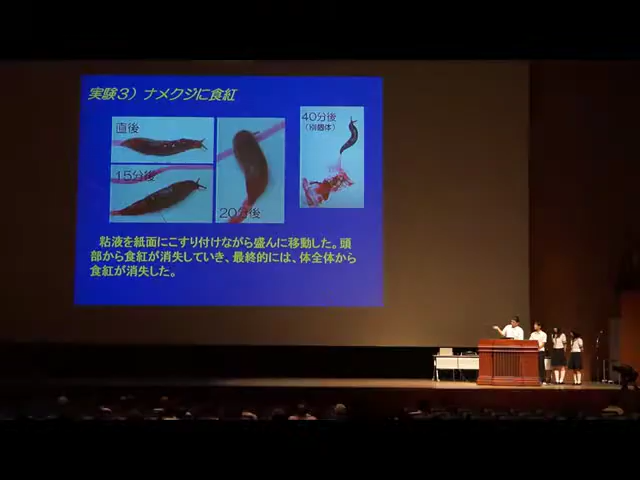 実験3）ナメクジに食紅
直後
15分後
20分後
40分後
（別個体）
粘液を紙面にこすり付けながら盛んに移動した。頭
部から食紅が消失していき、最終的には、体全体から
食紅が消失した。